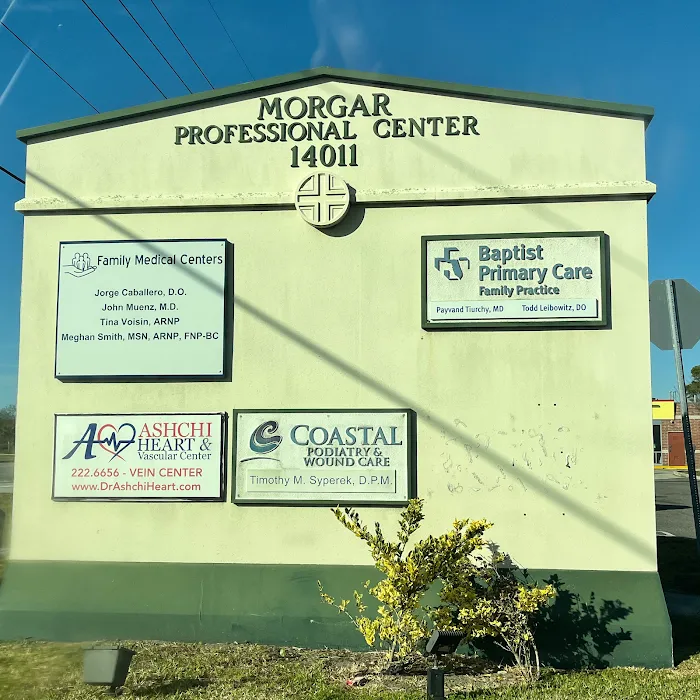 MORGAR
PROFESSIONAL CENTER
14011
Family Medical Centers
Jorge Caballero, D.O.
John Muenz, M.D.
Tina Voisin, ARNP
Meghan Smith, MSN, ARNP, FNP-BC
Baptist
Primary Care
Family Practice
Payvand Tiurchy, MD Todd Leibowitz, DO
ASHCHI
HEART &
Vascular Center
222.6656 - VEIN CENTER
www.DrAshchiHeart.com
COASTAL
PODIATRY &
WOUND CARE
Timothy M. Syperek, D.P.M.